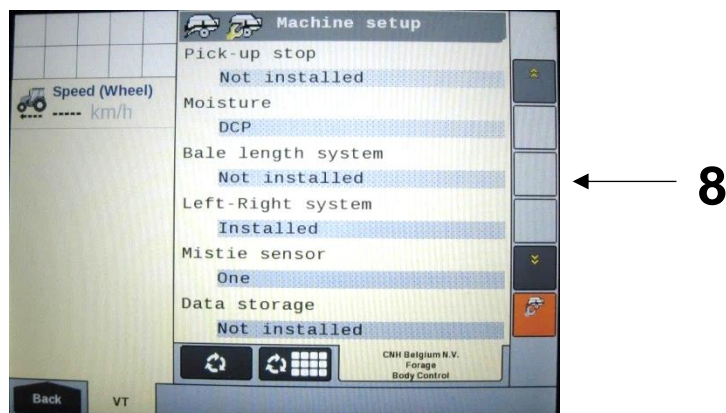 Machine setup
Pick-up stop
Not installed
Speed (Wheel)
----- km/h
Moisture
DCP
Bale length system
Not installed
Left-Right system
Installed
Mistie sensor
One
Data storage
Not installed
CNH Belgium N.V.
Forage
Body Control
Back
VT
8